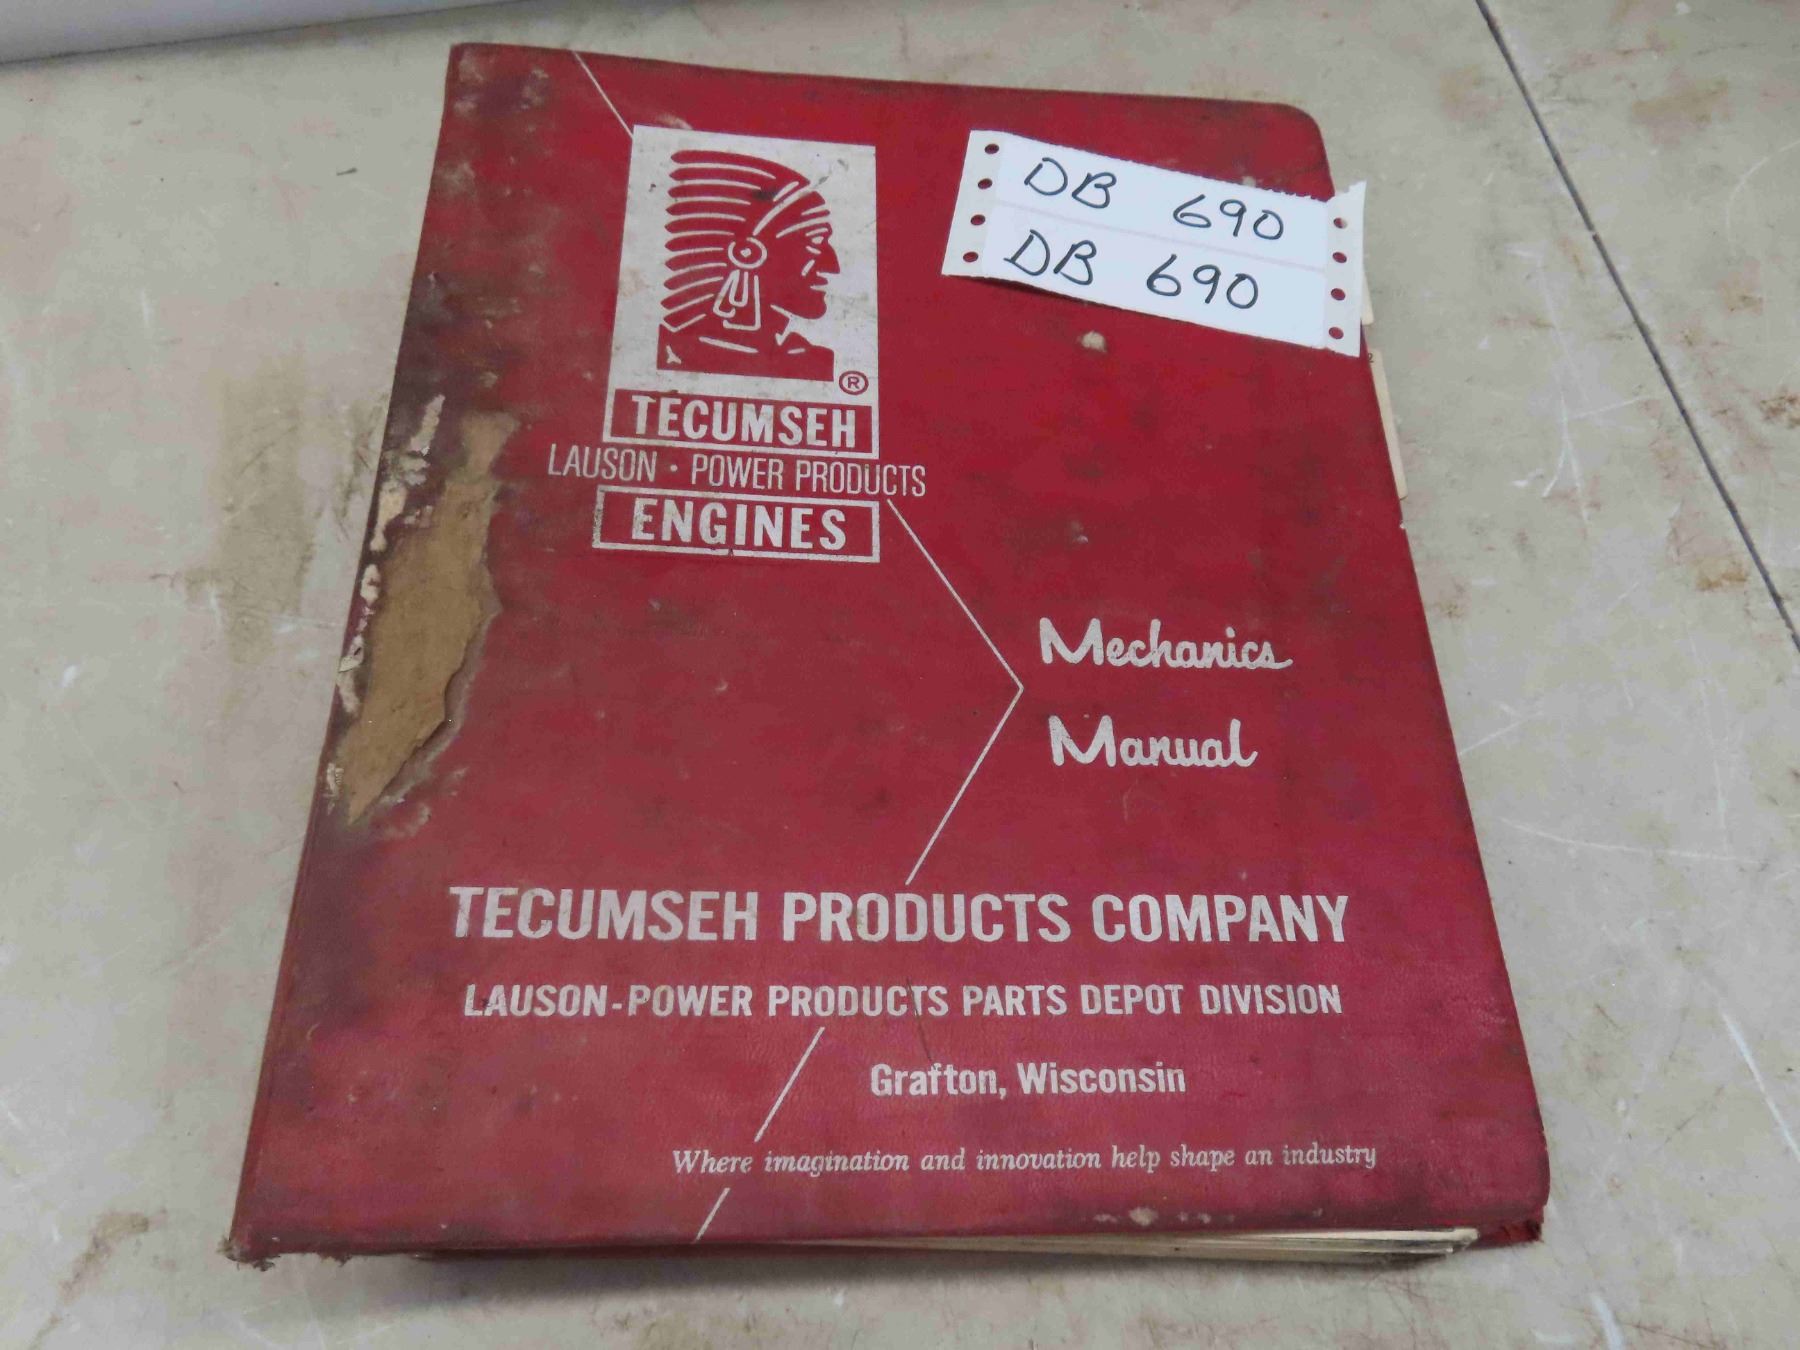 DB 690
DB 690
®
TECUMSEH
LAUSON • POWER PRODUCTS
ENGINES
Mechanics
Manual
TECUMSEH PRODUCTS COMPANY
LAUSON-POWER PRODUCTS PARTS DEPOT DIVISION
Grafton, Wisconsin
Where imagination and innovation help shape an industry